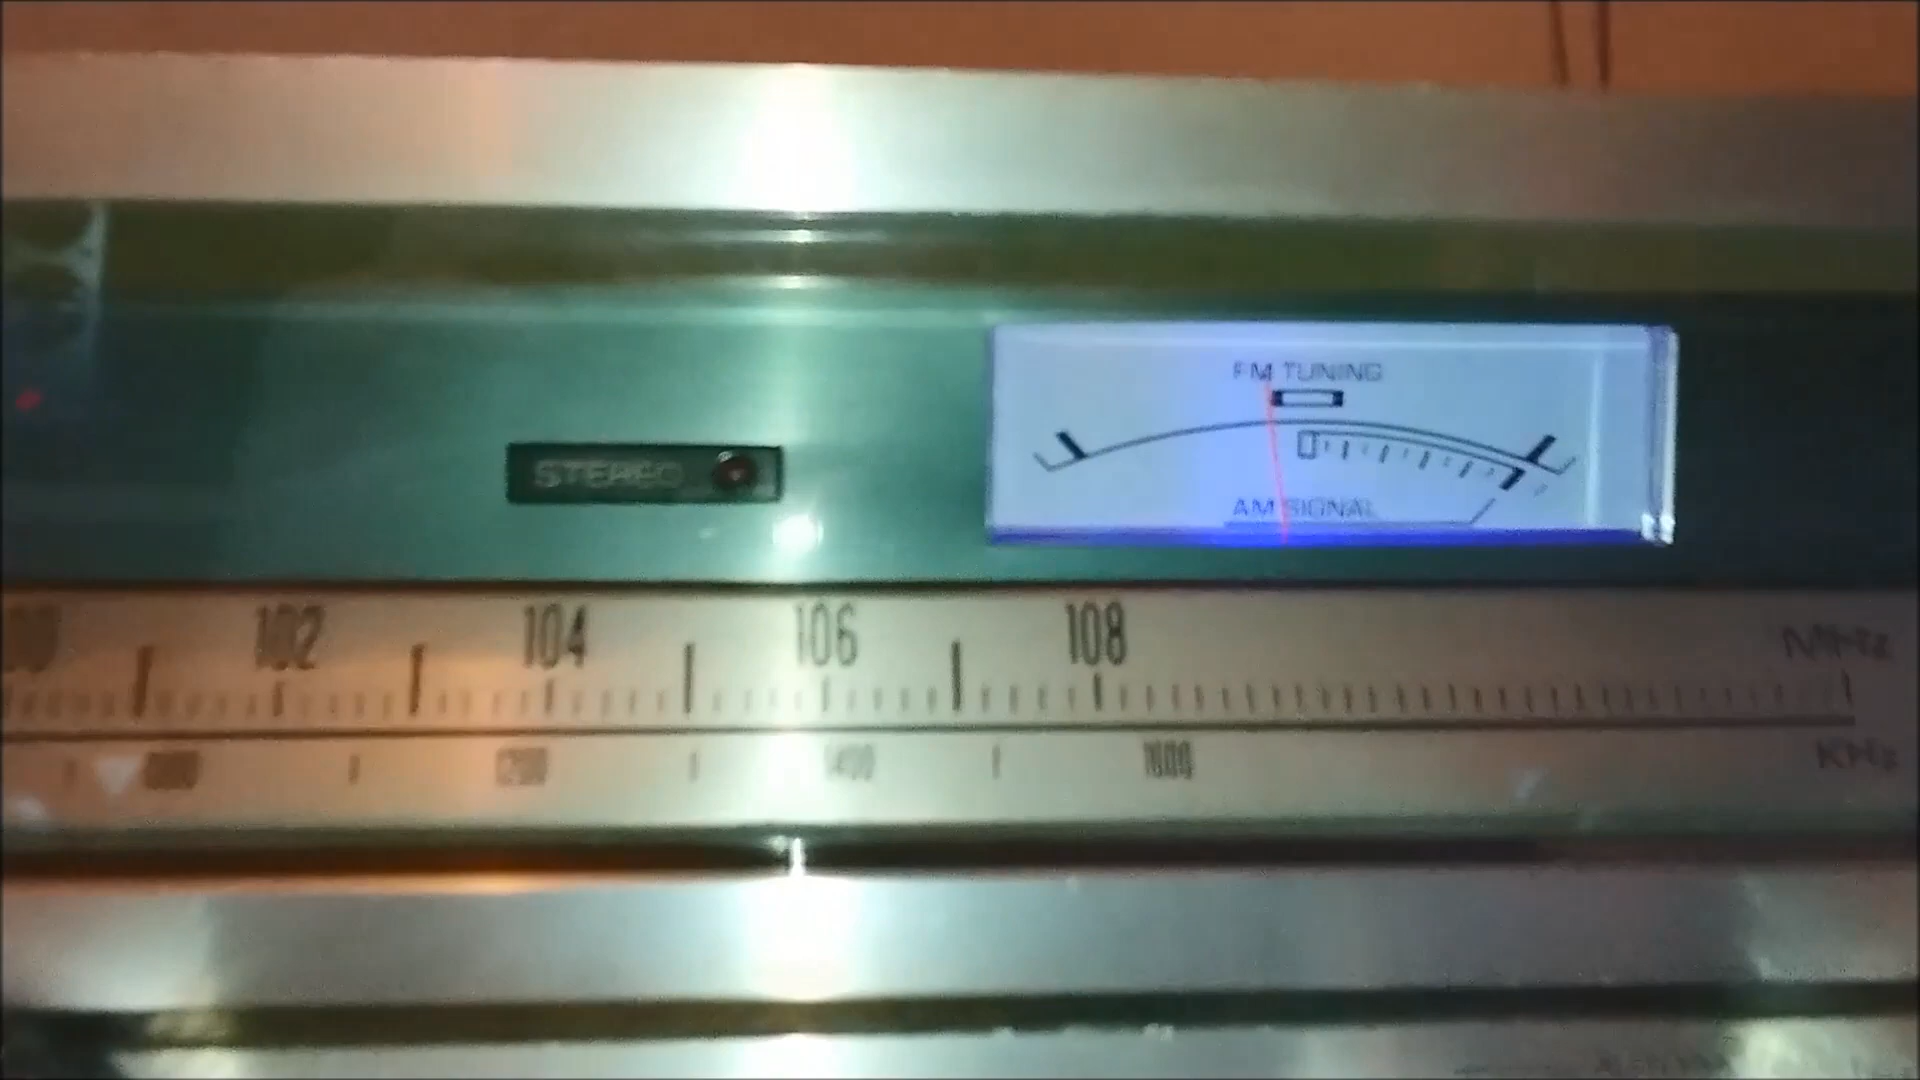 FM TUNING
STEREO
AM SIGNAL
102 104 106 108 MHz
1200 1400 1600 KHz